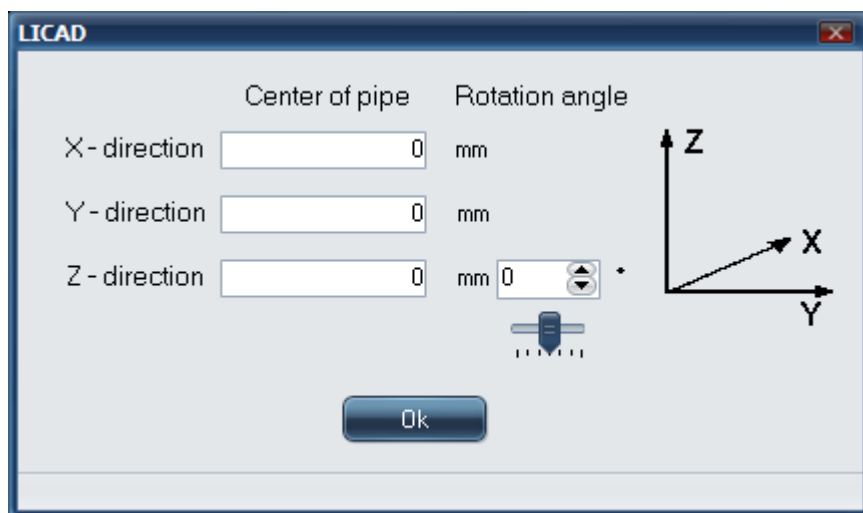 LICAD
Center of pipe Rotation angle
X - direction 0 mm
Y - direction 0 mm
Z - direction 0 mm 0 °
Z
X
Y
Ok